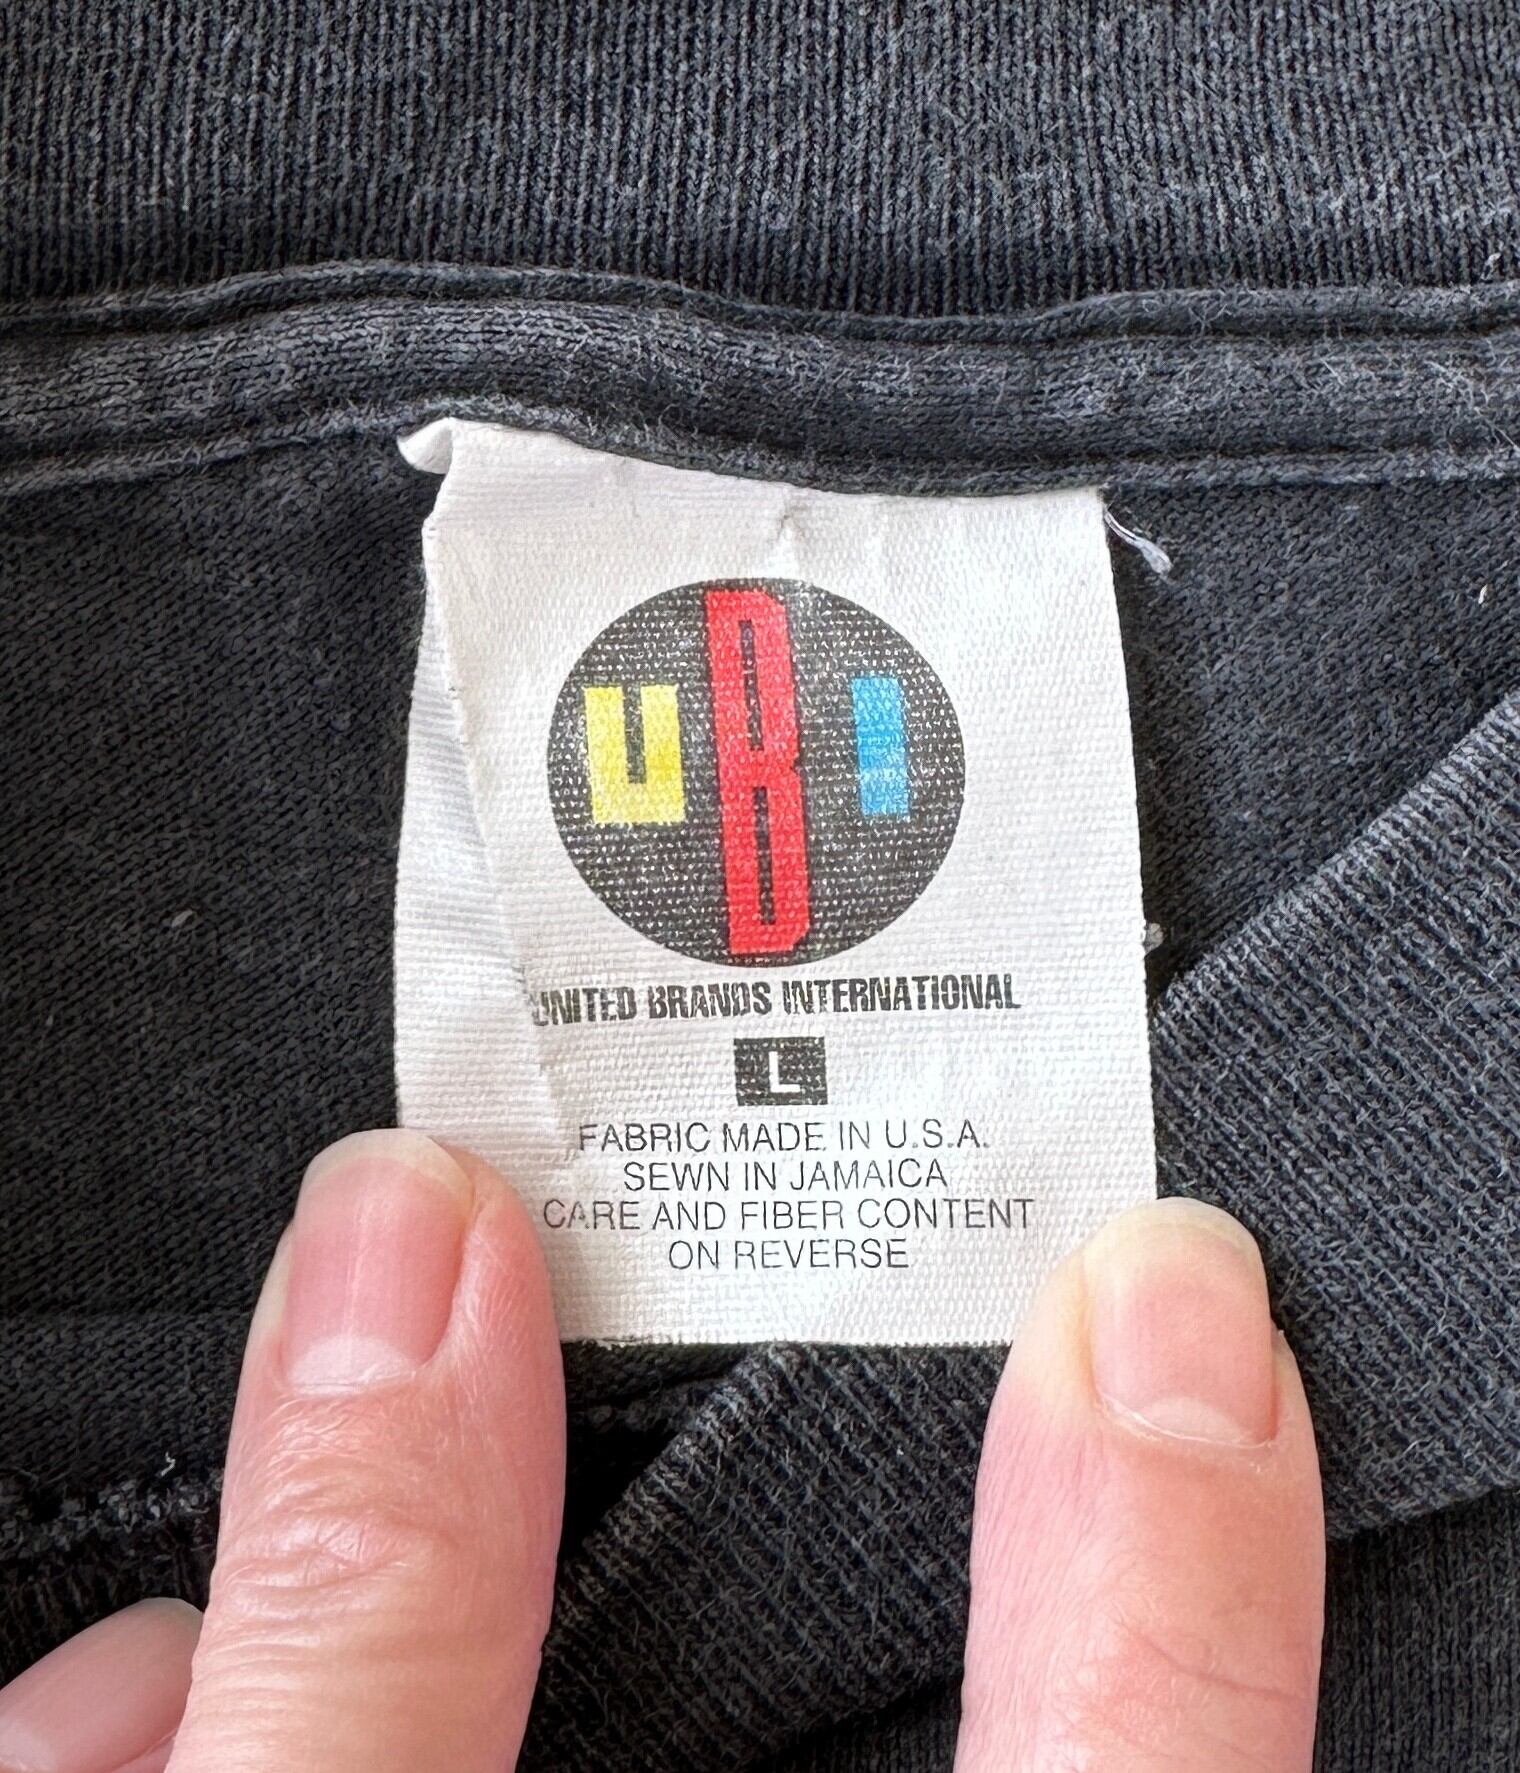 UBI
UNITED BRANDS INTERNATIONAL
L
FABRIC MADE IN U.S.A.
SEWN IN JAMAICA
CARE AND FIBER CONTENT
ON REVERSE